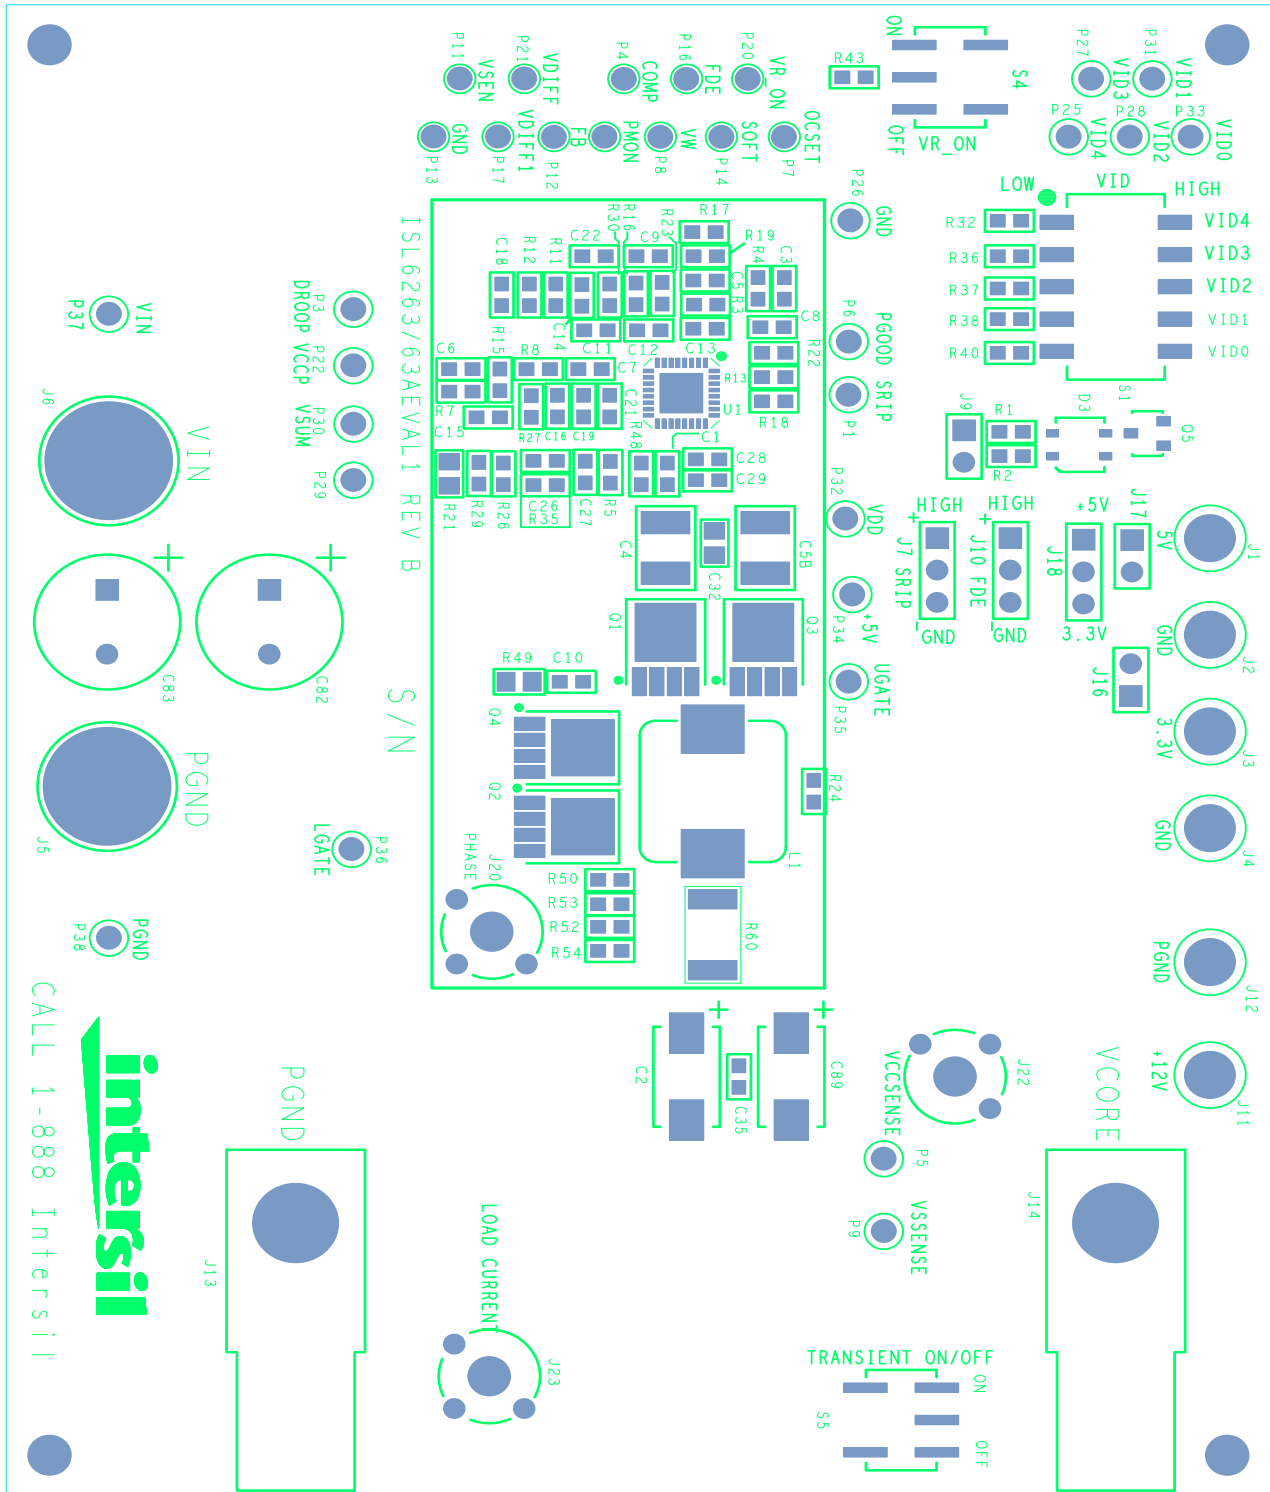 ON
P11
VSEN
P21
VDIFF
P4
COMP
P16
FDE
P20
VR_ON
R43
S4
P27
VID3
P31
VID1
GND
P13
VDIFF1
P17
FB
P12
PMON
VW
P8
SOFT
P14
OCSET
P7
OFF
VR_ON
P25
VID4
P28
VID2
P33
VID0
P26
GND
LOW
VID
HIGH
R32
VID4
R36
VID3
R37
VID2
R38
VID1
R40
VID0
S1
ISL6263/63AEVAL1 REV B
S/N
C18
R12
R11
C22
R30
R16
C9
R23
R17
R19
R4
C3
C5
R3
C14
C11
C12
C13
C8
R22
C6
R15
R8
C7
R13
R7
C15
R27
C16
C19
C21
U1
R18
R48
C1
C28
C29
R21
R29
R26
C26
R35
C27
R5
C4
C32
C5B
Q1
Q3
R49
C10
Q4
Q2
R24
L1
PHASE
J20
R50
R53
R52
R54
R60
P37
VIN
P3
DROOP
P22
VCCP
P30
VSUM
P29
J6
VIN
C83
C82
PGND
J5
LGATE
P36
P38
PGND
P6
PGOOD
SRIP
P1
P32
VDD
+5V
P34
UGATE
P35
J9
R1
R2
D3
Q5
HIGH
+
J7 SRIP
-
GND
HIGH
+
J10 FDE
-
GND
+5V
J18
3.3V
J17
J16
5V
J1
GND
J2
3.3V
J3
GND
J4
PGND
J12
+12V
J11
CALL 1-888 Intersil
intersil
PGND
J13
C2
C35
C89
VCCSENSE
P5
J22
VCORE
J14
P9
VSSENSE
LOAD CURRENT
J23
TRANSIENT ON/OFF
ON
S5
OFF